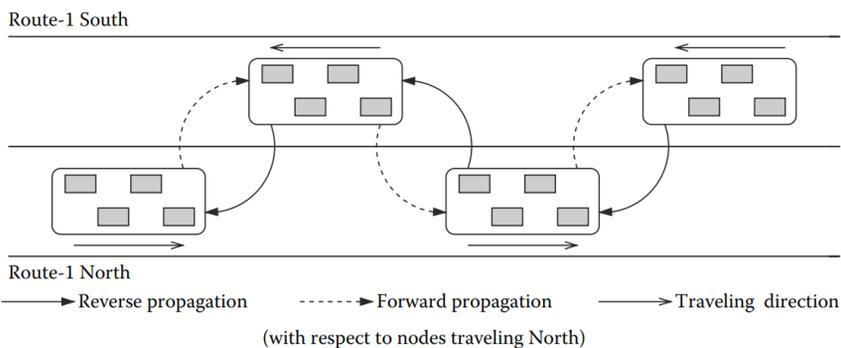 Route-1 South
Route-1 North
Reverse propagation Forward propagation Traveling direction
(with respect to nodes traveling North)